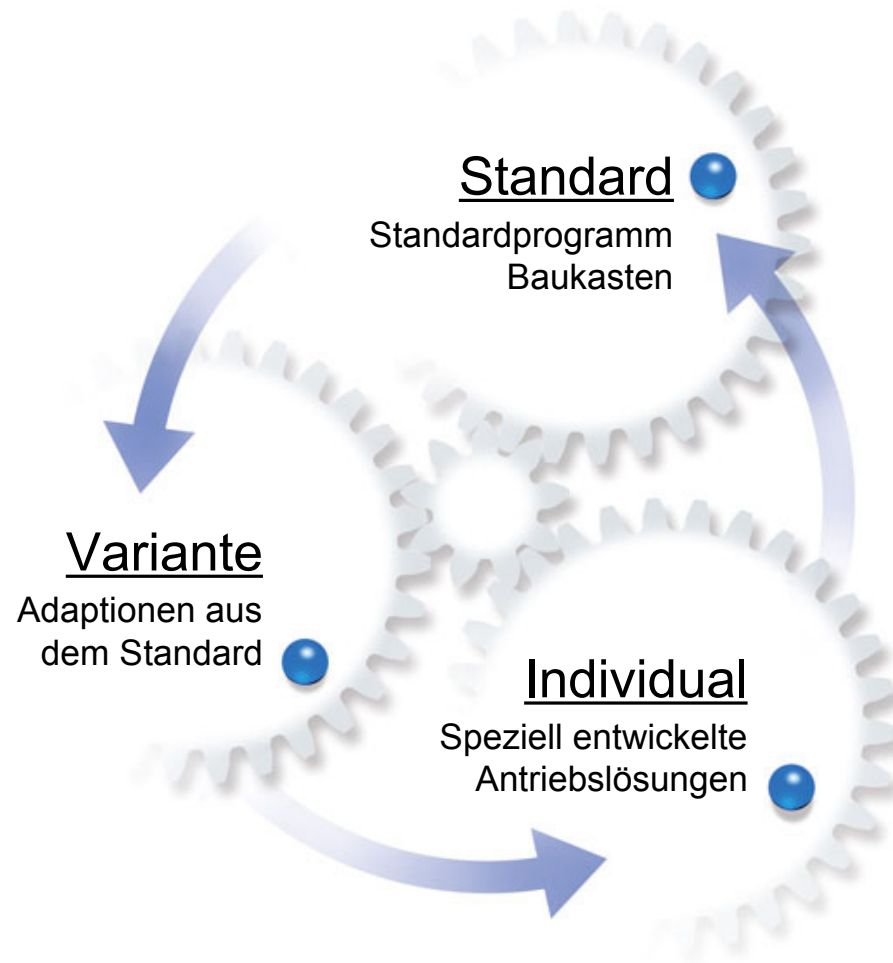 Standard
Standardprogramm
Baukasten
Variante
Adaptionen aus
dem Standard
Individual
Speziell entwickelte
Antriebslösungen